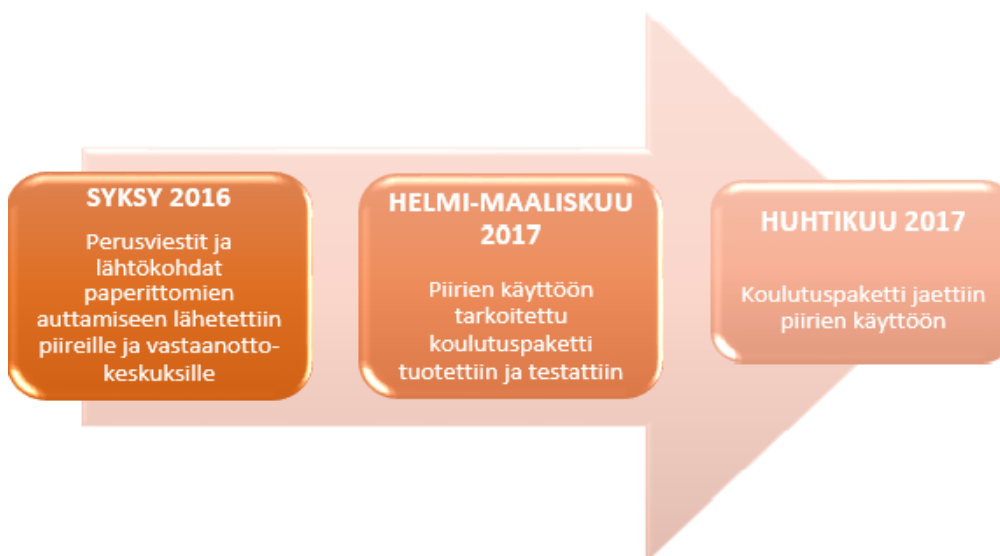 SYKSY 2016
Perusviestit ja
lähtökohdat
paperittomien
auttamiseen lähetettiin
piireille ja vastaanotto-
keskuksille
HELMI-MAALISKUU
2017
Piirien käyttöön
tarkoitettu
koulutuspaketti
tuotettiin ja testattiin
HUHTIKUU 2017
Koulutuspaketti jaettiin
piirien käyttöön